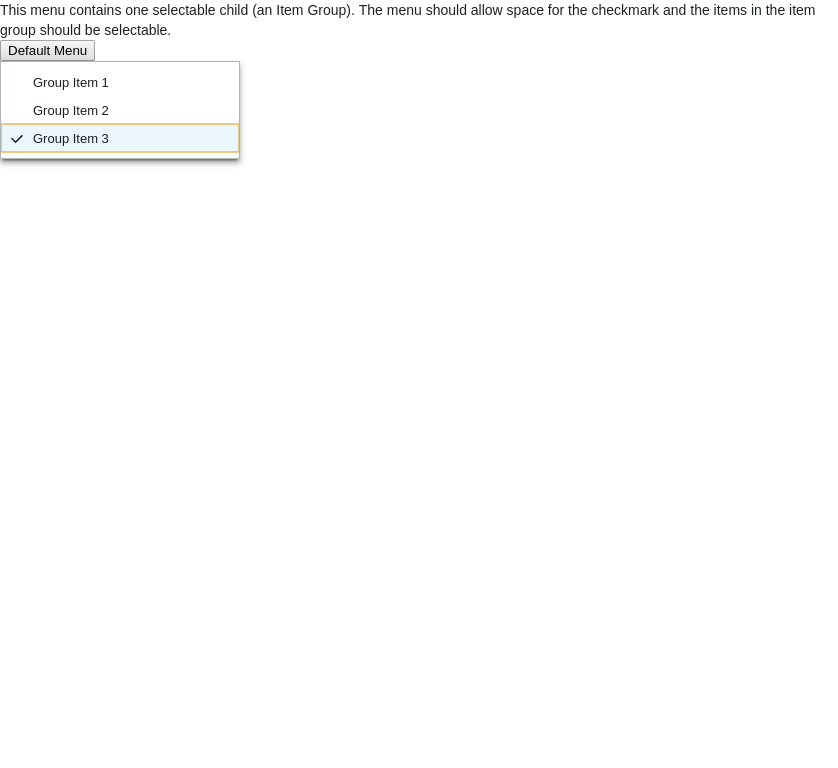 This menu contains one selectable child (an Item Group). The menu should allow space for the checkmark and the items in the item
group should be selectable.
Default Menu
Group Item 1
Group Item 2
Group Item 3